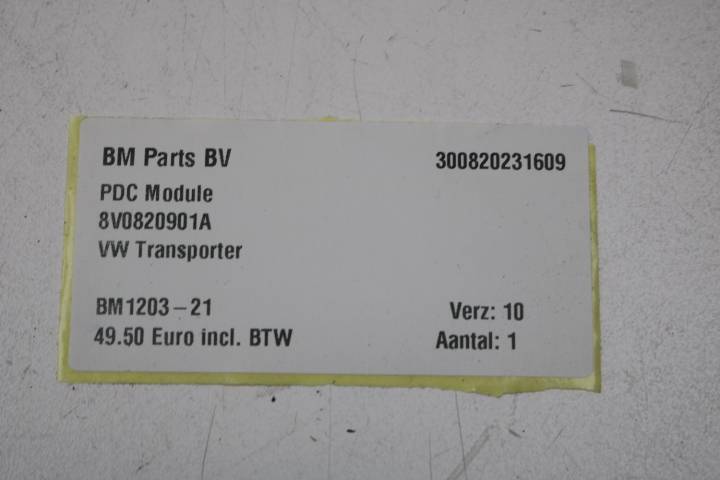 BM Parts BV 300820231609
PDC Module
8V0820901A
VW Transporter
BM1203-21 Verz: 10
49.50 Euro incl. BTW Aantal: 1